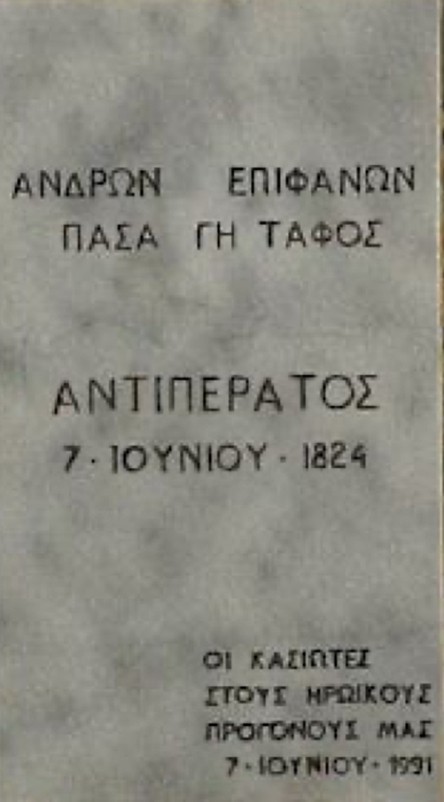 ΑΝΔΡΩΝ ΕΠΙΦΑΝΩΝ
ΠΑΣΑ ΓΗ ΤΑΦΟΣ
ΑΝΤΙΠΕΡΑΤΟΣ
7 · ΙΟΥΝΙΟΥ · 1824
ΟΙ ΚΑΣΙΩΤΕΣ
ΣΤΟΥΣ ΗΡΩΙΚΟΥΣ
ΠΡΟΓΟΝΟΥΣ ΜΑΣ
7 · ΙΟΥΝΙΟΥ · 1991